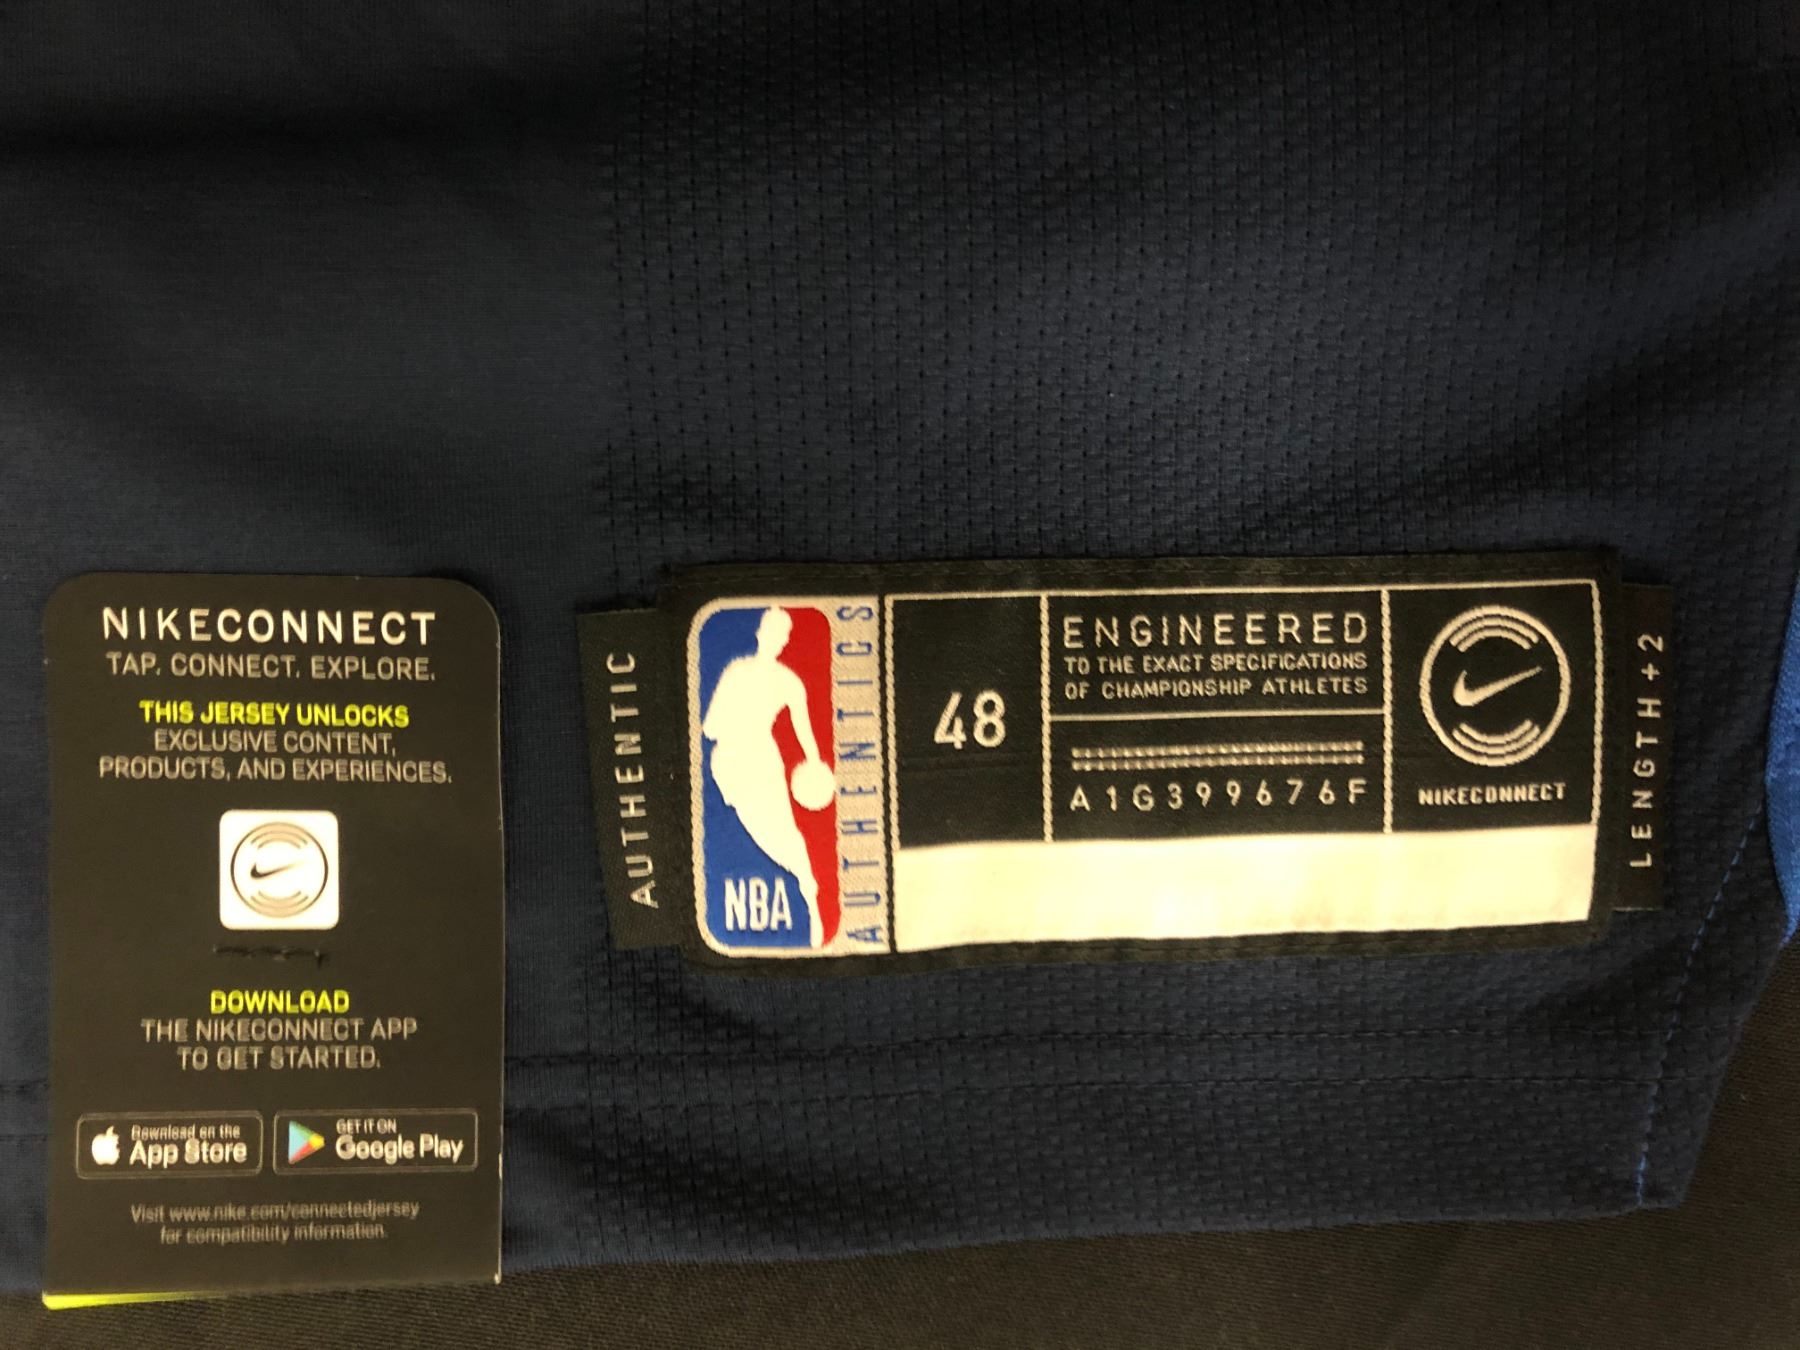 NIKECONNECT
TAP. CONNECT. EXPLORE.
THIS JERSEY UNLOCKS
EXCLUSIVE CONTENT,
PRODUCTS, AND EXPERIENCES.
DOWNLOAD
THE NIKECONNECT APP
TO GET STARTED.
Download on the
App Store
GET IT ON
Google Play
Visit www.nike.com/connectedjersey
for compatibility information.
AUTHENTIC
NBA
AUTHENTICS
48
ENGINEERED
TO THE EXACT SPECIFICATIONS
OF CHAMPIONSHIP ATHLETES
A1G399676F
NIKECONNECT
LENGTH+2